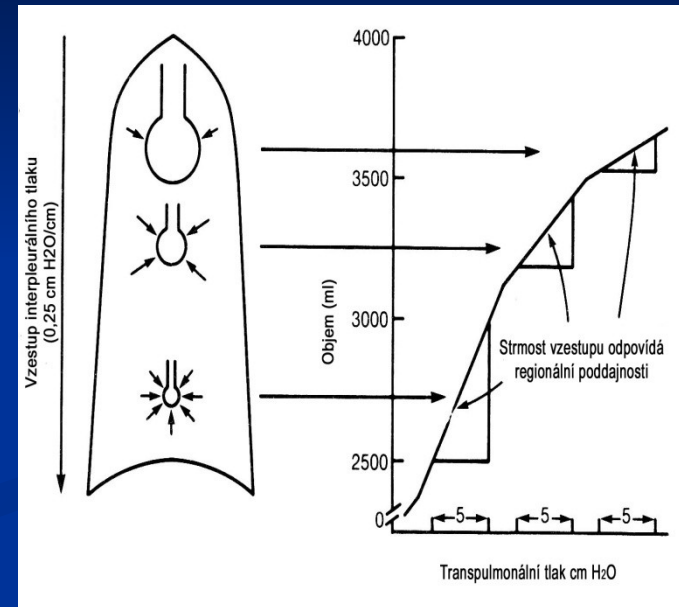 Vzestup interpleurálního tlaku
(0,25 cm H2O/cm)
Objem (ml)
4000
3500
3000
2500
0
Strmost vzestupu odpovídá
regionální poddajnosti
5
5
5
Transpulmonální tlak cm H2O